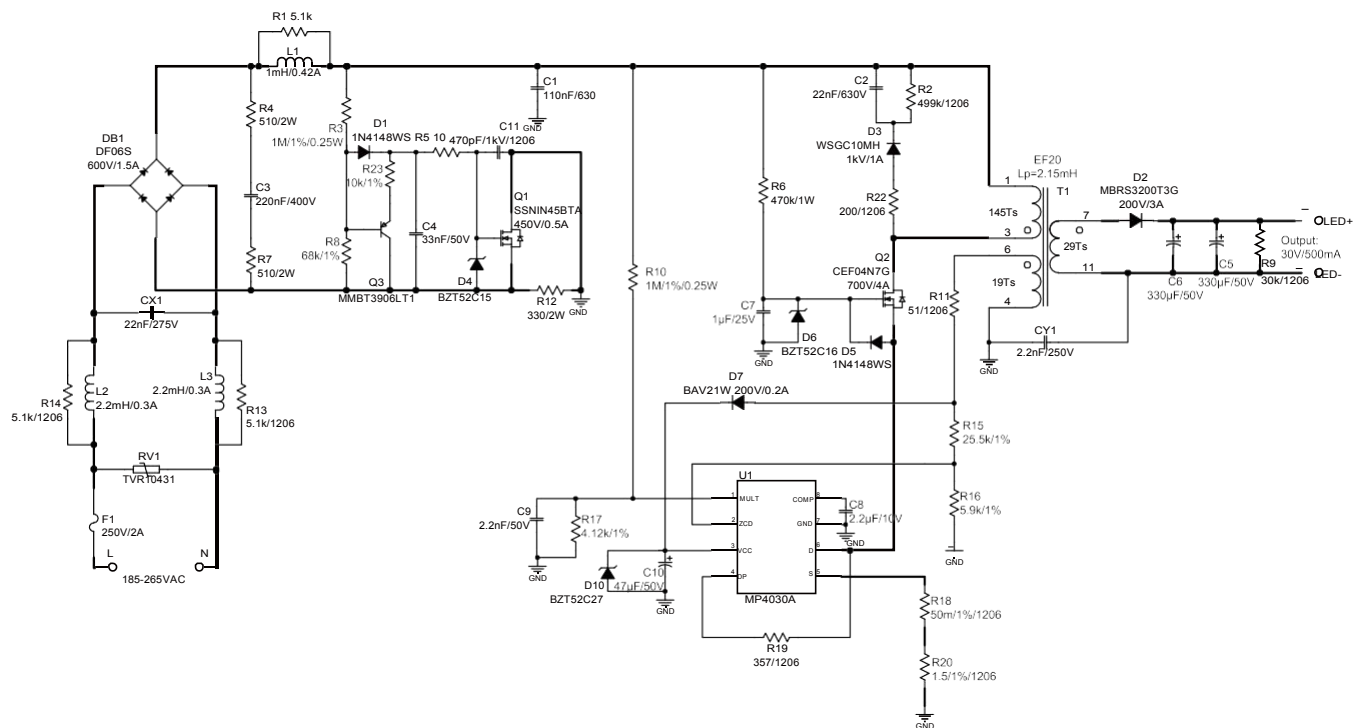 R1 5.1k
L1
1mH/0.42A
R4
510/2W
R3
1M/1%/0.25W
C1
110nF/630
GND
C2
22nF/630V
R2
499k/1206
DB1
DF06S
600V/1.5A
D1
1N4148WS
R5 10
C11
470pF/1kV/1206
D3
WSGC10MH
1kV/1A
R23
10k/1%
C3
220nF/400V
Q1
SSNIN45BTA
450V/0.5A
R6
470k/1W
R22
200/1206
EF20
Lp=2.15mH
T1
1
145Ts
3
6
19Ts
4
7
29Ts
11
D2
MBRS3200T3G
200V/3A
LED+
Output:
30V/500mA
LED-
C4
33nF/50V
R8
68k/1%
R7
510/2W
Q3
MMBT3906LT1
D4
BZT52C15
R12
330/2W
GND
R10
1M/1%/0.25W
Q2
CEF04N7G
700V/4A
C7
1µF/25V
GND
D6
BZT52C16
D5
1N4148WS
R11
51/1206
C6
330µF/50V
C5
330µF/50V
R9
30k/1206
CY1
2.2nF/250V
GND
CX1
22nF/275V
L2
2.2mH/0.3A
L3
2.2mH/0.3A
R14
5.1k/1206
R13
5.1k/1206
D7
BAV21W 200V/0.2A
R15
25.5k/1%
RV1
TVR10431
F1
250V/2A
L
N
185-265VAC
U1
1 MULT
2 ZCD
3 VCC
4 DP
COMP 8
GND 7
D 6
S 5
MP4030A
C8
2.2µF/10V
GND
R16
5.9k/1%
GND
C9
2.2nF/50V
R17
4.12k/1%
GND
D10
BZT52C27
C10
47µF/50V
GND
R19
357/1206
R18
50m/1%/1206
R20
1.5/1%/1206
GND